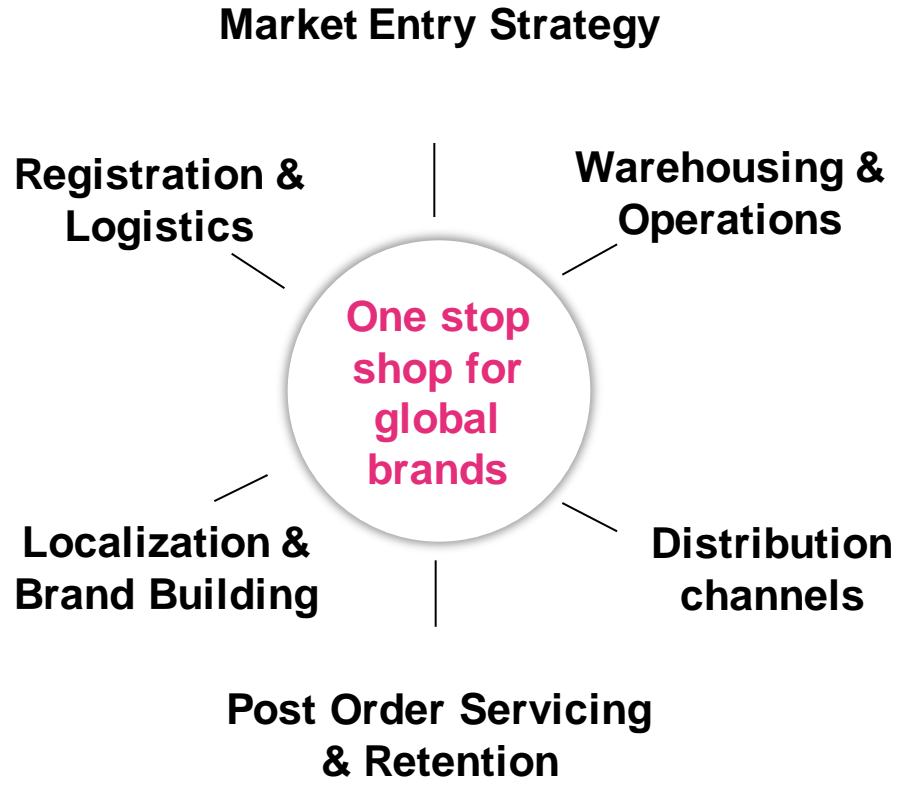 Market Entry Strategy
Registration &
Logistics
Warehousing &
Operations
One stop
shop for
global
brands
Localization &
Brand Building
Distribution
channels
Post Order Servicing
& Retention